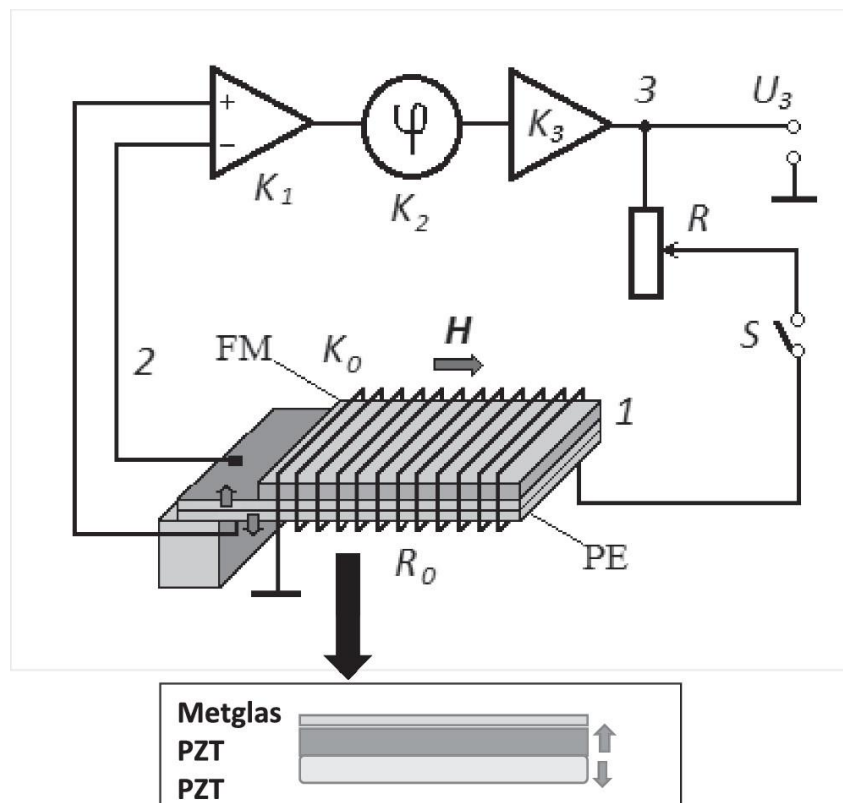 3 U₃
+
−
φ
K₃
K₁
K₂
R
S
2
FM
K₀
H
1
R₀
PE
Metglas
PZT
PZT